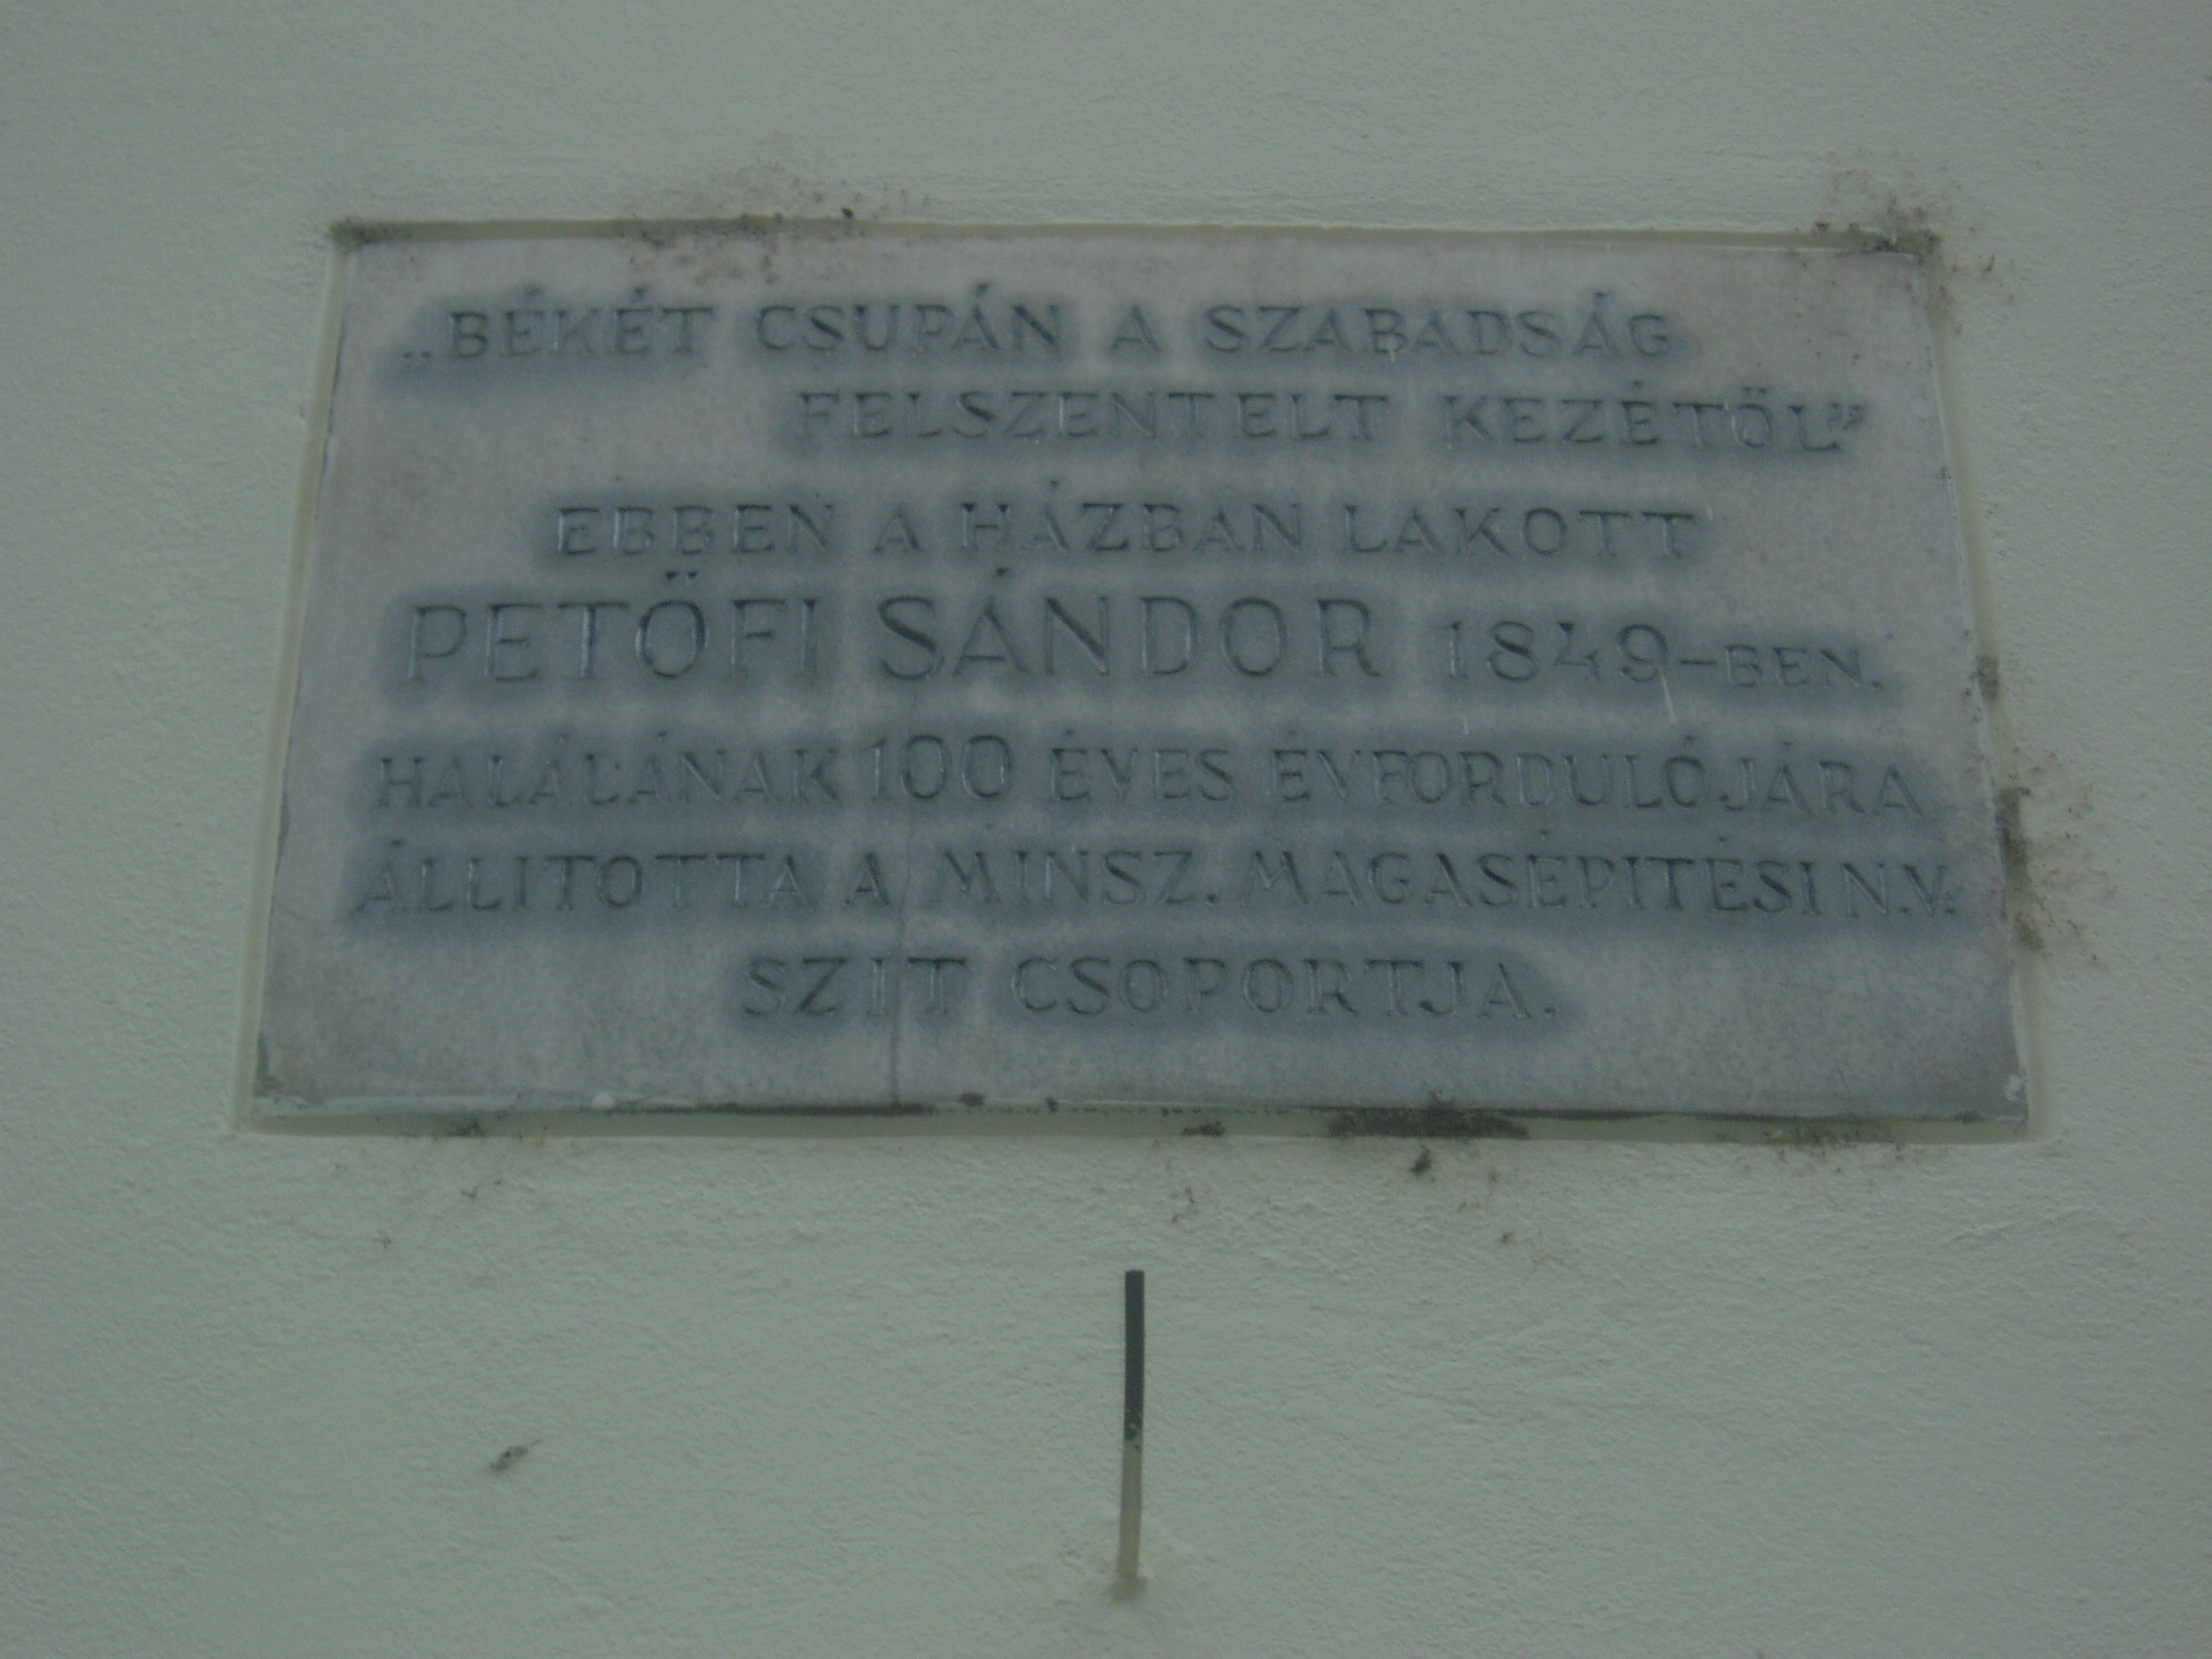 „BÉKÉT CSUPÁN A SZABADSÁG
FELSZENTELT KEZÉTŐL"
EBBEN A HÁZBAN LAKOTT
PETŐFI SÁNDOR 1849-BEN.
HALÁLÁNAK 100 ÉVES ÉVFORDULÓJÁRA
ÁLLITOTTA A MINSZ. MAGASÉPITÉSI N.V.
SZIT CSOPORTJA.